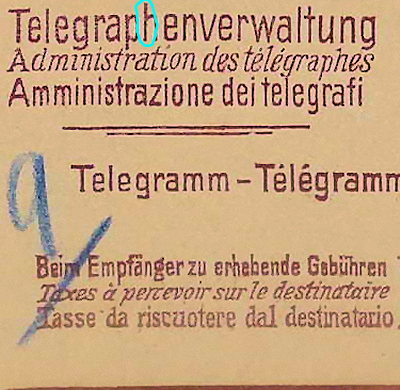 Telegraphenverwaltung
Administration des télégraphes
Amministrazione dei telegrafi
Telegramm – Télégramm
9
Beim Empfänger zu erhebende Gebühren
Taxes à percevoir sur le destinataire
Tasse da riscuotere dal destinatario